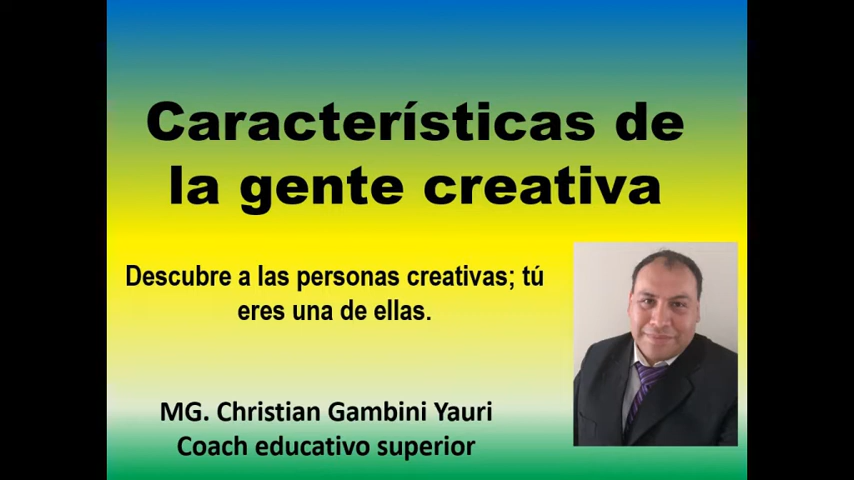 Características de
la gente creativa
Descubre a las personas creativas; tú
eres una de ellas.
MG. Christian Gambini Yauri
Coach educativo superior